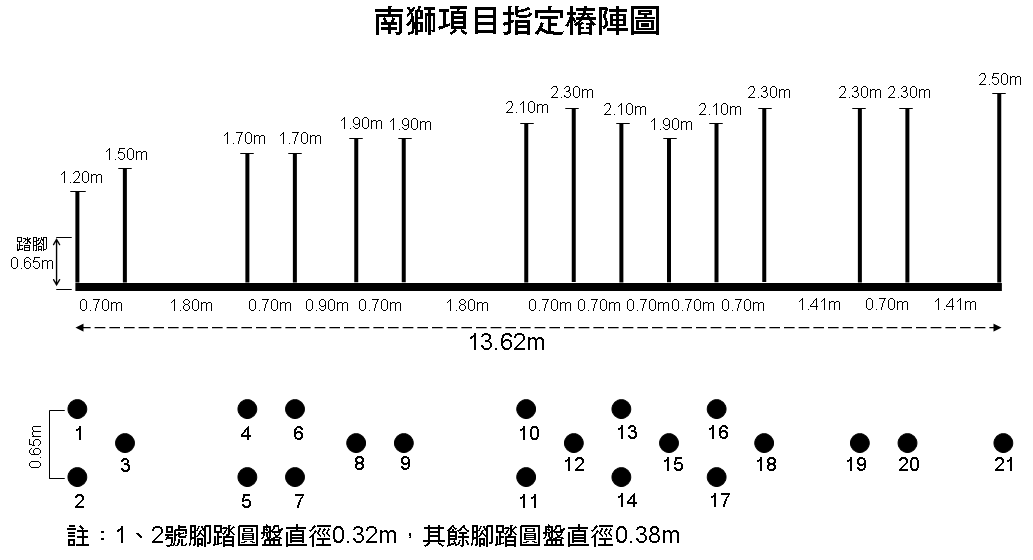 南獅項目指定樁陣圖
2.50m
2.30m 2.30m 2.30m 2.30m
2.10m 2.10m 2.10m
1.90m 1.90m 1.90m
1.70m 1.70m
1.50m
1.20m
踏腳
0.65m
0.70m 1.80m 0.70m 0.90m 0.70m 1.80m 0.70m 0.70m 0.70m 0.70m 0.70m 1.41m 0.70m 1.41m
13.62m
0.65m
1 4 6 10 13 16
3 8 9 12 15 18 19 20 21
2 5 7 11 14 17
註：1、2號腳踏圓盤直徑0.32m，其餘腳踏圓盤直徑0.38m